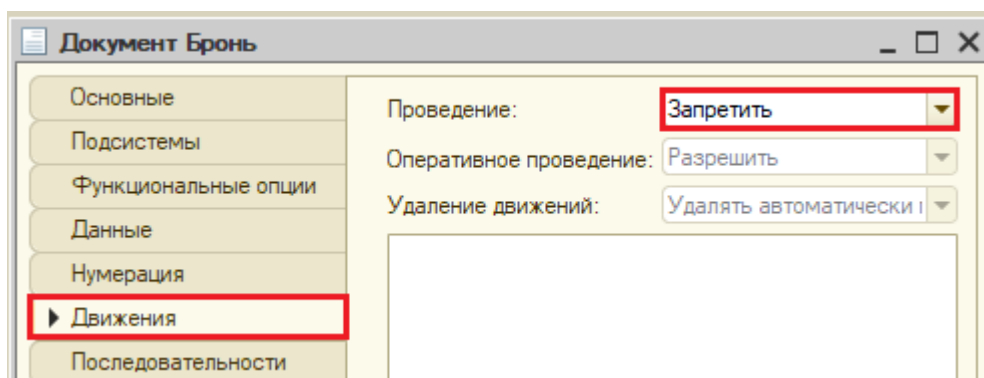 Документ Бронь
Основные
Подсистемы
Функциональные опции
Данные
Нумерация
Движения
Последовательности
Проведение: Запретить
Оперативное проведение: Разрешить
Удаление движений: Удалять автоматически